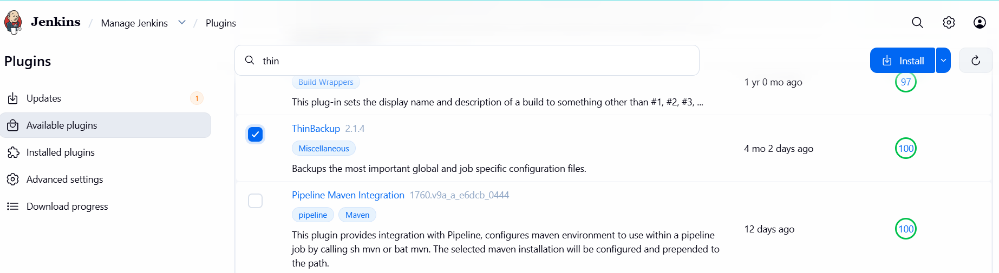 Jenkins / Manage Jenkins / Plugins
Plugins
thin
Install
Updates 1
Available plugins
Installed plugins
Advanced settings
Download progress
Build Wrappers
1 yr 0 mo ago
97
This plug-in sets the display name and description of a build to something other than #1, #2, #3, ...
ThinBackup 2.1.4
Miscellaneous
4 mo 2 days ago
100
Backups the most important global and job specific configuration files.
Pipeline Maven Integration 1760.v9a_a_e6dcb_0444
pipeline Maven
12 days ago
100
This plugin provides integration with Pipeline, configures maven environment to use within a pipeline
job by calling sh mvn or bat mvn. The selected maven installation will be configured and prepended to
the path.